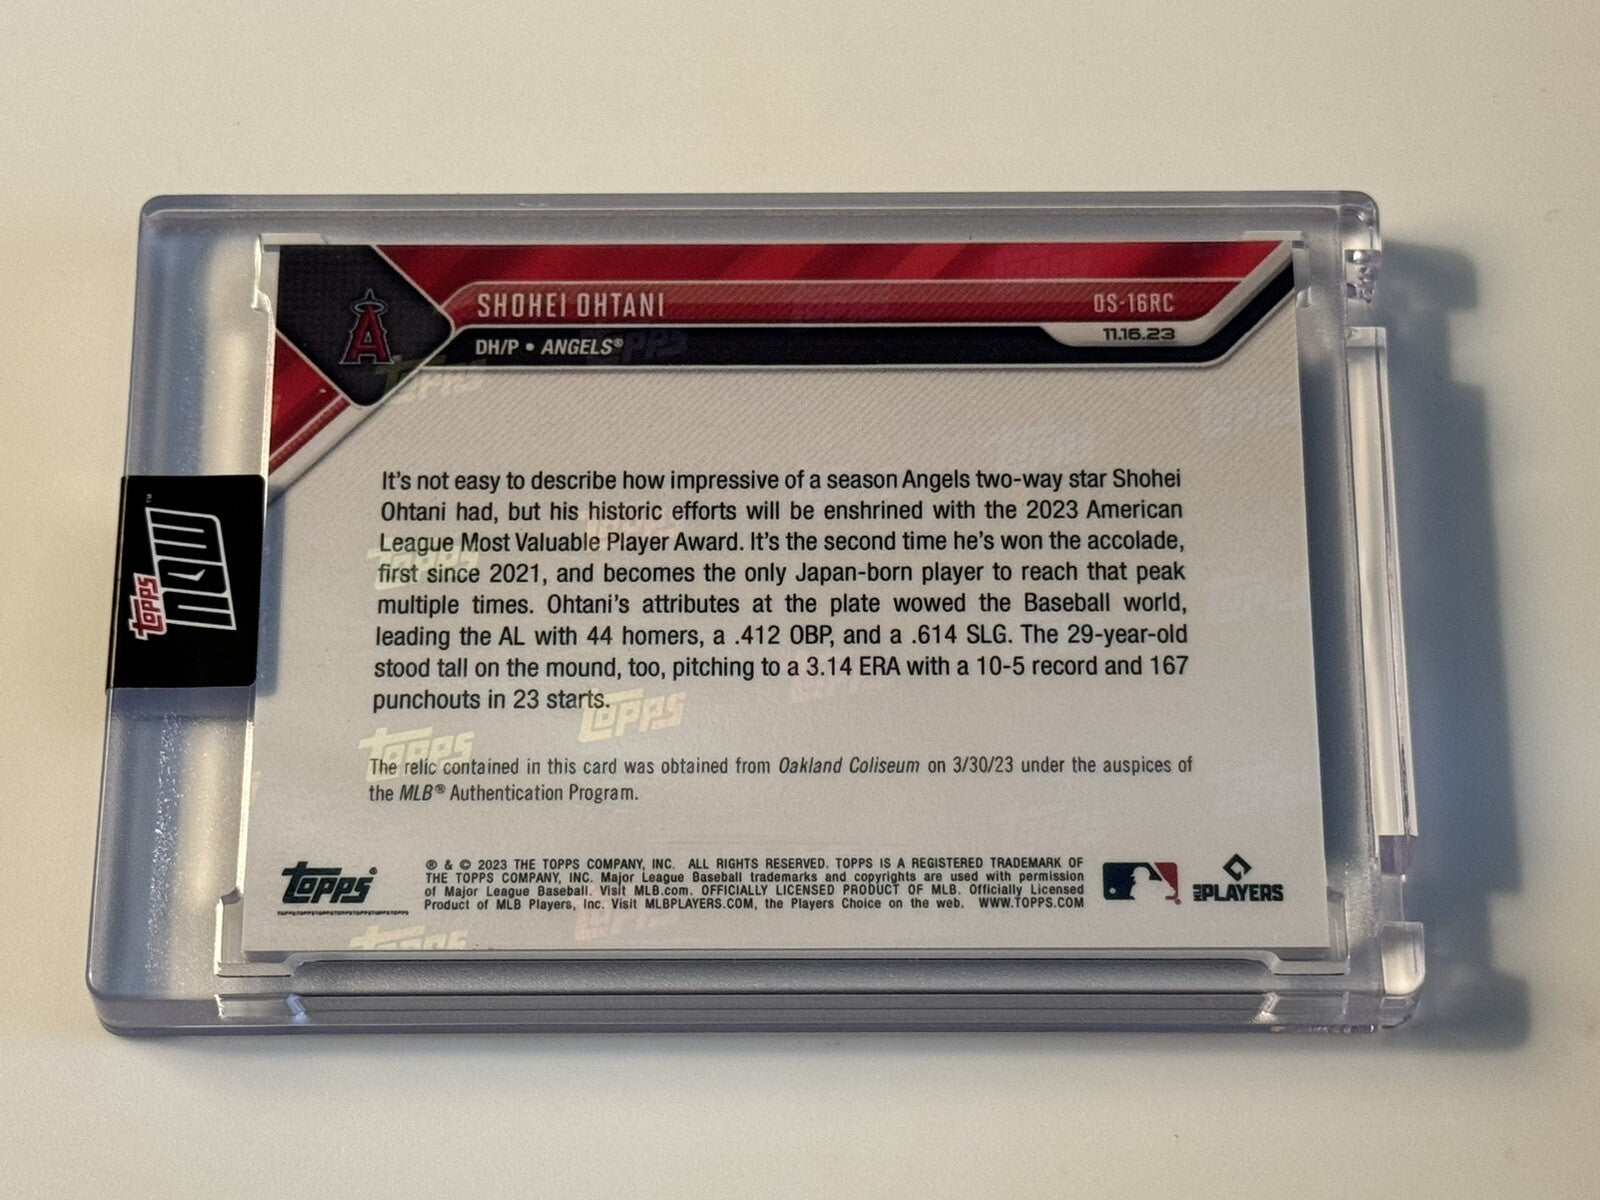 SHOHEI OHTANI
OS-16RC
DH/P • ANGELS®
11.16.23
It's not easy to describe how impressive of a season Angels two-way star Shohei
Ohtani had, but his historic efforts will be enshrined with the 2023 American
League Most Valuable Player Award. It's the second time he's won the accolade,
first since 2021, and becomes the only Japan-born player to reach that peak
multiple times. Ohtani's attributes at the plate wowed the Baseball world,
leading the AL with 44 homers, a .412 OBP, and a .614 SLG. The 29-year-old
stood tall on the mound, too, pitching to a 3.14 ERA with a 10-5 record and 167
punchouts in 23 starts.
The relic contained in this card was obtained from Oakland Coliseum on 3/30/23 under the auspices of
the MLB® Authentication Program.
® & © 2023 THE TOPPS COMPANY, INC. ALL RIGHTS RESERVED. TOPPS IS A REGISTERED TRADEMARK OF
THE TOPPS COMPANY, INC. Major League Baseball trademarks and copyrights are used with permission
of Major League Baseball. Visit MLB.com. OFFICIALLY LICENSED PRODUCT OF MLB. Officially Licensed
Product of MLB Players, Inc. Visit MLBPLAYERS.COM, the Players Choice on the web. WWW.TOPPS.COM
Topps®
MLB PLAYERS
topps
NOW™
A